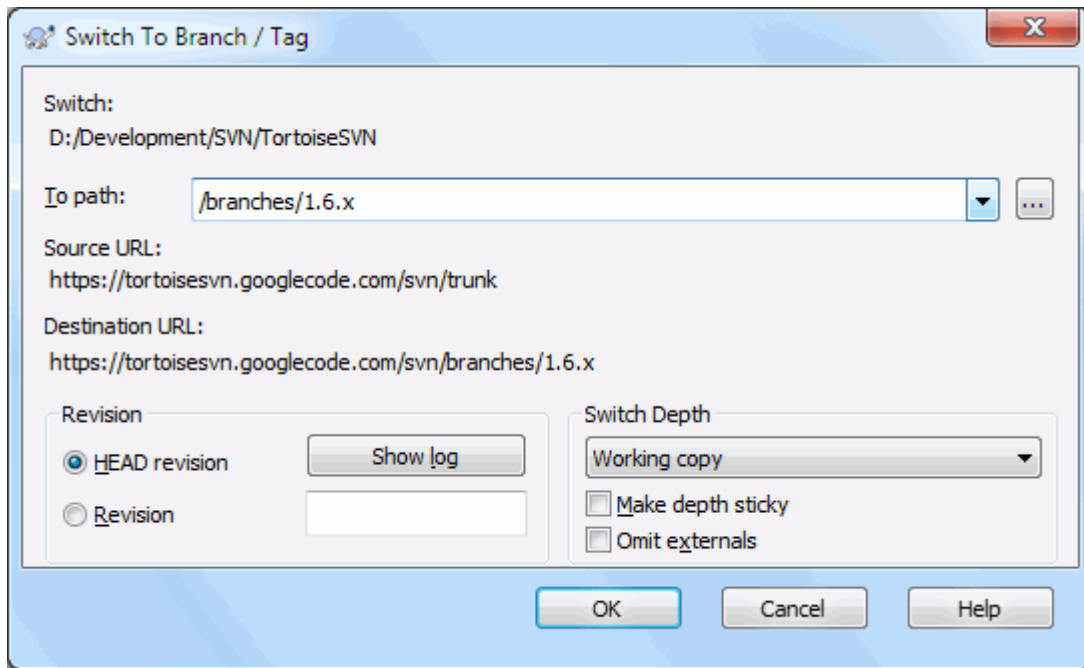 Switch To Branch / Tag
Switch:
D:/Development/SVN/TortoiseSVN
To path:
/branches/1.6.x
...
Source URL:
https://tortoisesvn.googlecode.com/svn/trunk
Destination URL:
https://tortoisesvn.googlecode.com/svn/branches/1.6.x
Revision
HEAD revision
Show log
Revision
Switch Depth
Working copy
Make depth sticky
Omit externals
OK
Cancel
Help